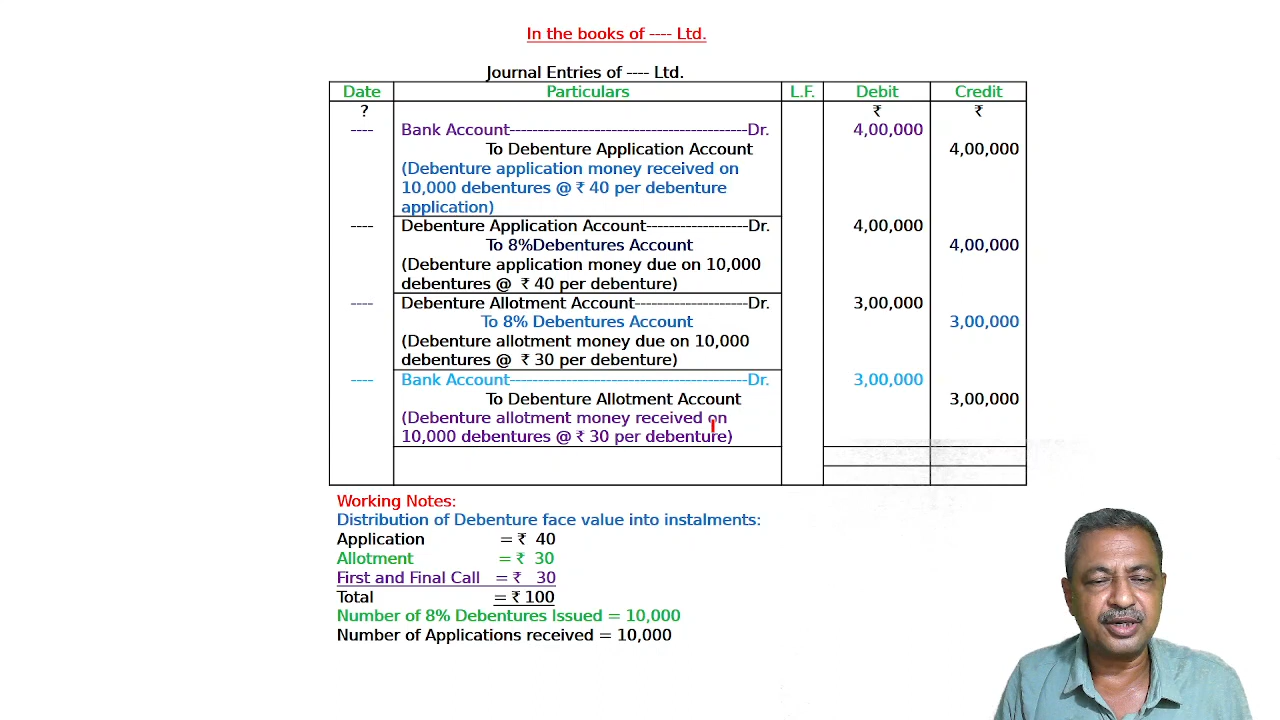 In the books of ---- Ltd.
Journal Entries of ---- Ltd.
Date Particulars L.F. Debit Credit
? ₹ ₹
---- Bank Account------------------------------------------Dr. 4,00,000
To Debenture Application Account 4,00,000
(Debenture application money received on
10,000 debentures @ ₹ 40 per debenture
application)
---- Debenture Application Account------------------Dr. 4,00,000
To 8%Debentures Account 4,00,000
(Debenture application money due on 10,000
debentures @ ₹ 40 per debenture)
---- Debenture Allotment Account--------------------Dr. 3,00,000
To 8% Debentures Account 3,00,000
(Debenture allotment money due on 10,000
debentures @ ₹ 30 per debenture)
---- Bank Account------------------------------------------Dr. 3,00,000
To Debenture Allotment Account 3,00,000
(Debenture allotment money received on
10,000 debentures @ ₹ 30 per debenture)
Working Notes:
Distribution of Debenture face value into instalments:
Application = ₹ 40
Allotment = ₹ 30
First and Final Call = ₹ 30
Total = ₹ 100
Number of 8% Debentures Issued = 10,000
Number of Applications received = 10,000